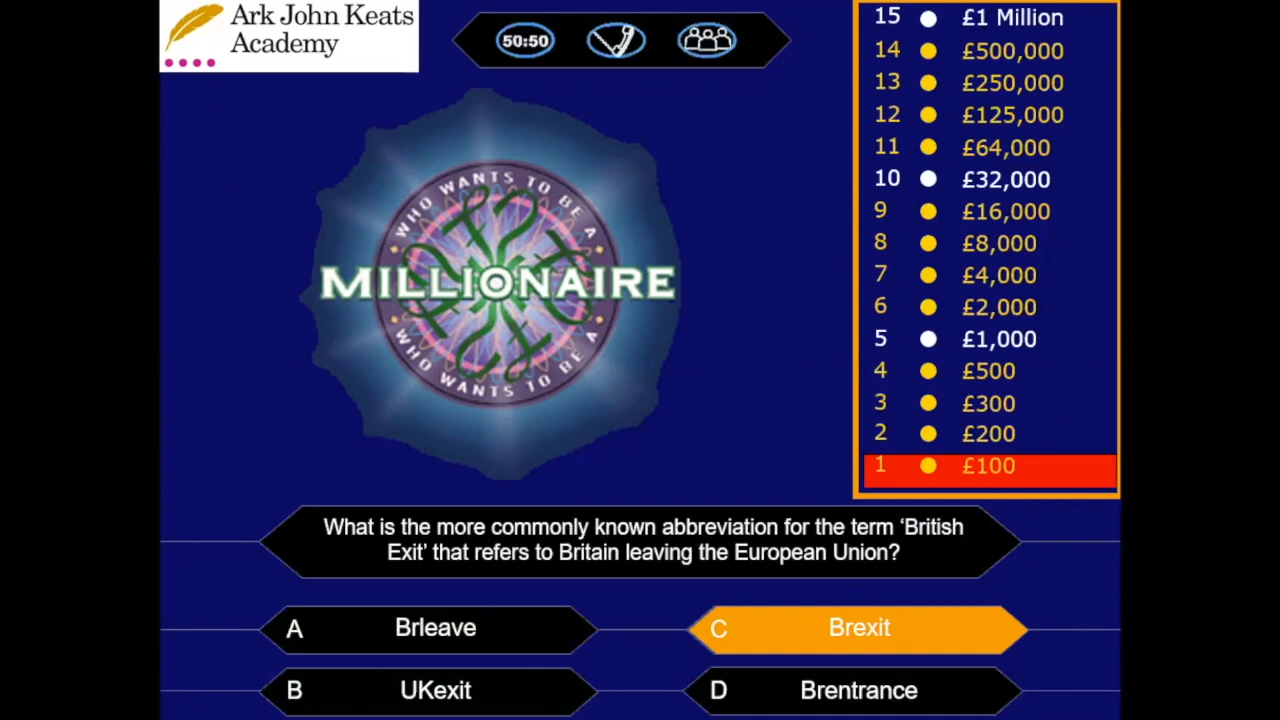 Ark John Keats
Academy
50:50
15 £1 Million
14 £500,000
13 £250,000
12 £125,000
11 £64,000
10 £32,000
9 £16,000
8 £8,000
7 £4,000
6 £2,000
5 £1,000
4 £500
3 £300
2 £200
1 £100
WHO WANTS TO BE A
MILLIONAIRE
WHO WANTS TO BE A
What is the more commonly known abbreviation for the term ‘British
Exit’ that refers to Britain leaving the European Union?
A Brleave
C Brexit
B UKexit
D Brentrance